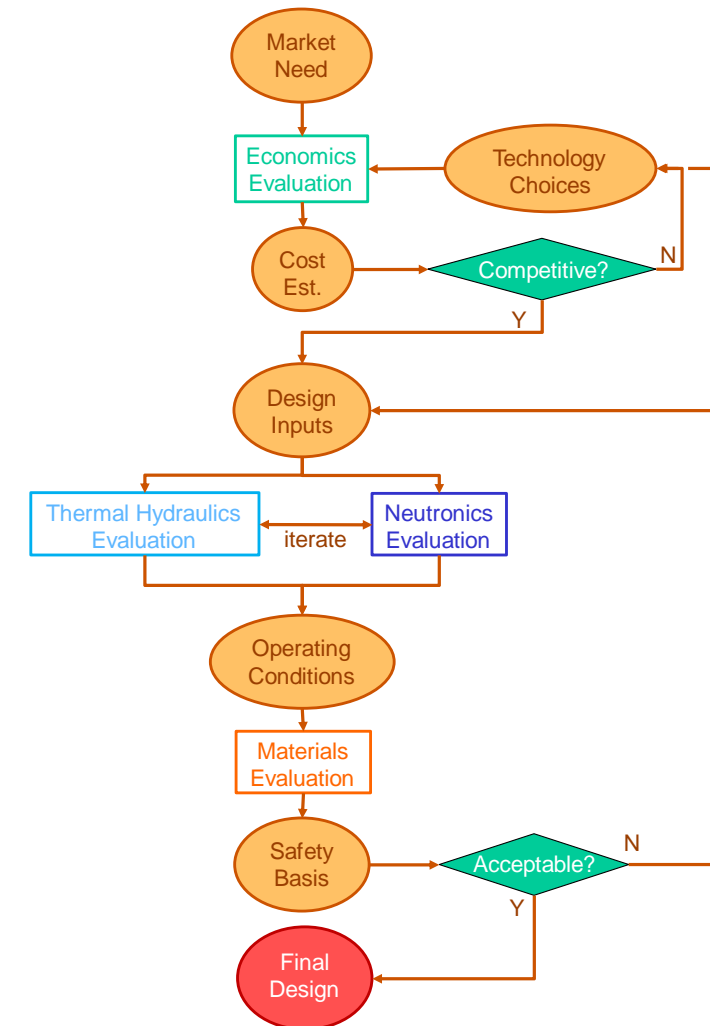 Market
Need
Economics
Evaluation
Technology
Choices
Cost
Est.
Competitive?
N
Y
Design
Inputs
Thermal Hydraulics
Evaluation
iterate
Neutronics
Evaluation
Operating
Conditions
Materials
Evaluation
Safety
Basis
Acceptable?
N
Y
Final
Design